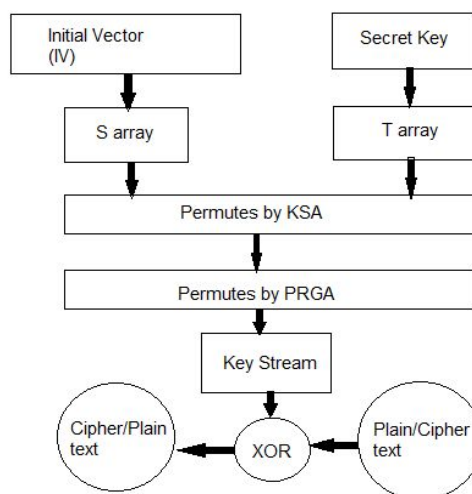 Initial Vector
(IV)
Secret Key
S array
T array
Permutes by KSA
Permutes by PRGA
Key Stream
Cipher/Plain
text
XOR
Plain/Cipher
text